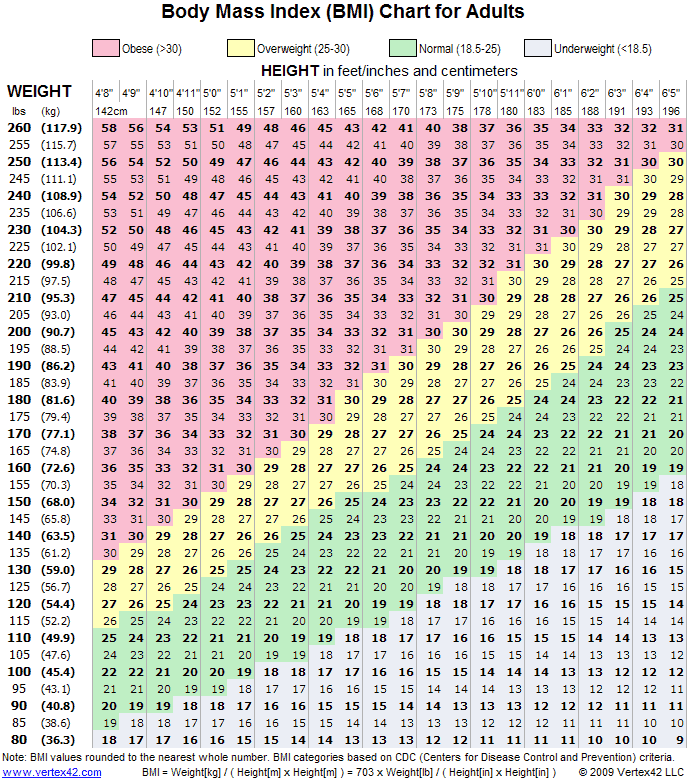 Body Mass Index (BMI) Chart for Adults
Obese (>30) Overweight (25-30) Normal (18.5-25) Underweight (<18.5)
HEIGHT in feet/inches and centimeters
WEIGHT 4'8" 4'9" 4'10" 4'11" 5'0" 5'1" 5'2" 5'3" 5'4" 5'5" 5'6" 5'7" 5'8" 5'9" 5'10" 5'11" 6'0" 6'1" 6'2" 6'3" 6'4" 6'5"
lbs (kg) 142cm 147 150 152 155 157 160 163 165 168 170 173 175 178 180 183 185 188 191 193 196
260 (117.9) 58 56 54 53 51 49 48 46 45 43 42 41 40 38 37 36 35 34 33 32 32 31
255 (115.7) 57 55 53 51 50 48 47 45 44 42 41 40 39 38 37 36 35 34 33 32 31 30
250 (113.4) 56 54 52 50 49 47 46 44 43 42 40 39 38 37 36 35 34 33 32 31 30 30
245 (111.1) 55 53 51 49 48 46 45 43 42 41 40 38 37 36 35 34 33 32 31 31 30 29
240 (108.9) 54 52 50 48 47 45 44 43 41 40 39 38 36 35 34 33 33 32 31 30 29 28
235 (106.6) 53 51 49 47 46 44 43 42 40 39 38 37 36 35 34 33 32 31 30 29 29 28
230 (104.3) 52 50 48 46 45 43 42 41 39 38 37 36 35 34 33 32 31 30 30 29 28 27
225 (102.1) 50 49 47 45 44 43 41 40 39 37 36 35 34 33 32 31 31 30 29 28 27 27
220 (99.8) 49 48 46 44 43 42 40 39 38 37 36 34 33 32 32 31 30 29 28 27 27 26
215 (97.5) 48 47 45 43 42 41 39 38 37 36 35 34 33 32 31 30 29 28 28 27 26 25
210 (95.3) 47 45 44 42 41 40 38 37 36 35 34 33 32 31 30 29 28 28 27 26 26 25
205 (93.0) 46 44 43 41 40 39 37 36 35 34 33 32 31 30 29 29 28 27 26 26 25 24
200 (90.7) 45 43 42 40 39 38 37 35 34 33 32 31 30 30 29 28 27 26 26 25 24 24
195 (88.5) 44 42 41 39 38 37 36 35 33 32 31 31 30 29 28 27 26 26 25 24 24 23
190 (86.2) 43 41 40 38 37 36 35 34 33 32 31 30 29 28 27 26 26 25 24 24 23 23
185 (83.9) 41 40 39 37 36 35 34 33 32 31 30 29 28 27 27 26 25 24 24 23 23 22
180 (81.6) 40 39 38 36 35 34 33 32 31 30 29 28 27 27 26 25 24 24 23 22 22 21
175 (79.4) 39 38 37 35 34 33 32 31 30 29 28 27 27 26 25 24 24 23 22 22 21 21
170 (77.1) 38 37 36 34 33 32 31 30 29 28 27 27 26 25 24 24 23 22 22 21 21 20
165 (74.8) 37 36 34 33 32 31 30 29 28 27 27 26 25 24 24 23 22 22 21 21 20 20
160 (72.6) 36 35 33 32 31 30 29 28 27 27 26 25 24 24 23 22 22 21 21 20 19 19
155 (70.3) 35 34 32 31 30 29 28 27 27 26 25 24 24 23 22 22 21 20 20 19 19 18
150 (68.0) 34 32 31 30 29 28 27 27 26 25 24 23 23 22 22 21 20 20 19 19 18 18
145 (65.8) 33 31 30 29 28 27 27 26 25 24 23 23 22 21 21 20 20 19 19 18 18 17
140 (63.5) 31 30 29 28 27 26 26 25 24 23 23 22 21 21 20 20 19 18 18 17 17 17
135 (61.2) 30 29 28 27 26 26 25 24 23 22 22 21 21 20 19 19 18 18 17 17 16 16
130 (59.0) 29 28 27 26 25 25 24 23 22 22 21 20 20 19 19 18 18 17 17 16 16 15
125 (56.7) 28 27 26 25 24 24 23 22 21 21 20 20 19 18 18 17 17 16 16 16 15 15
120 (54.4) 27 26 25 24 23 23 22 21 21 20 19 19 18 18 17 17 16 16 15 15 15 14
115 (52.2) 26 25 24 23 22 22 21 20 20 19 19 18 17 17 16 16 16 15 15 14 14 14
110 (49.9) 25 24 23 22 21 21 20 19 19 18 18 17 17 16 16 15 15 15 14 14 13 13
105 (47.6) 24 23 22 21 21 20 19 19 18 17 17 16 16 16 15 15 14 14 13 13 13 12
100 (45.4) 22 22 21 20 20 19 18 18 17 17 16 16 15 15 14 14 14 13 13 12 12 12
95 (43.1) 21 21 20 19 19 18 17 17 16 16 15 15 14 14 14 13 13 13 12 12 12 11
90 (40.8) 20 19 19 18 18 17 16 16 15 15 15 14 14 13 13 13 12 12 12 11 11 11
85 (38.6) 19 18 18 17 17 16 16 15 15 14 14 13 13 13 12 12 12 11 11 11 10 10
80 (36.3) 18 17 17 16 16 15 15 14 14 13 13 13 12 12 11 11 11 11 10 10 10 9
Note: BMI values rounded to the nearest whole number. BMI categories based on CDC (Centers for Disease Control and Prevention) criteria.
www.vertex42.com BMI = Weight[kg] / ( Height[m] x Height[m] ) = 703 x Weight[lb] / ( Height[in] x Height[in] ) © 2009 Vertex42 LLC